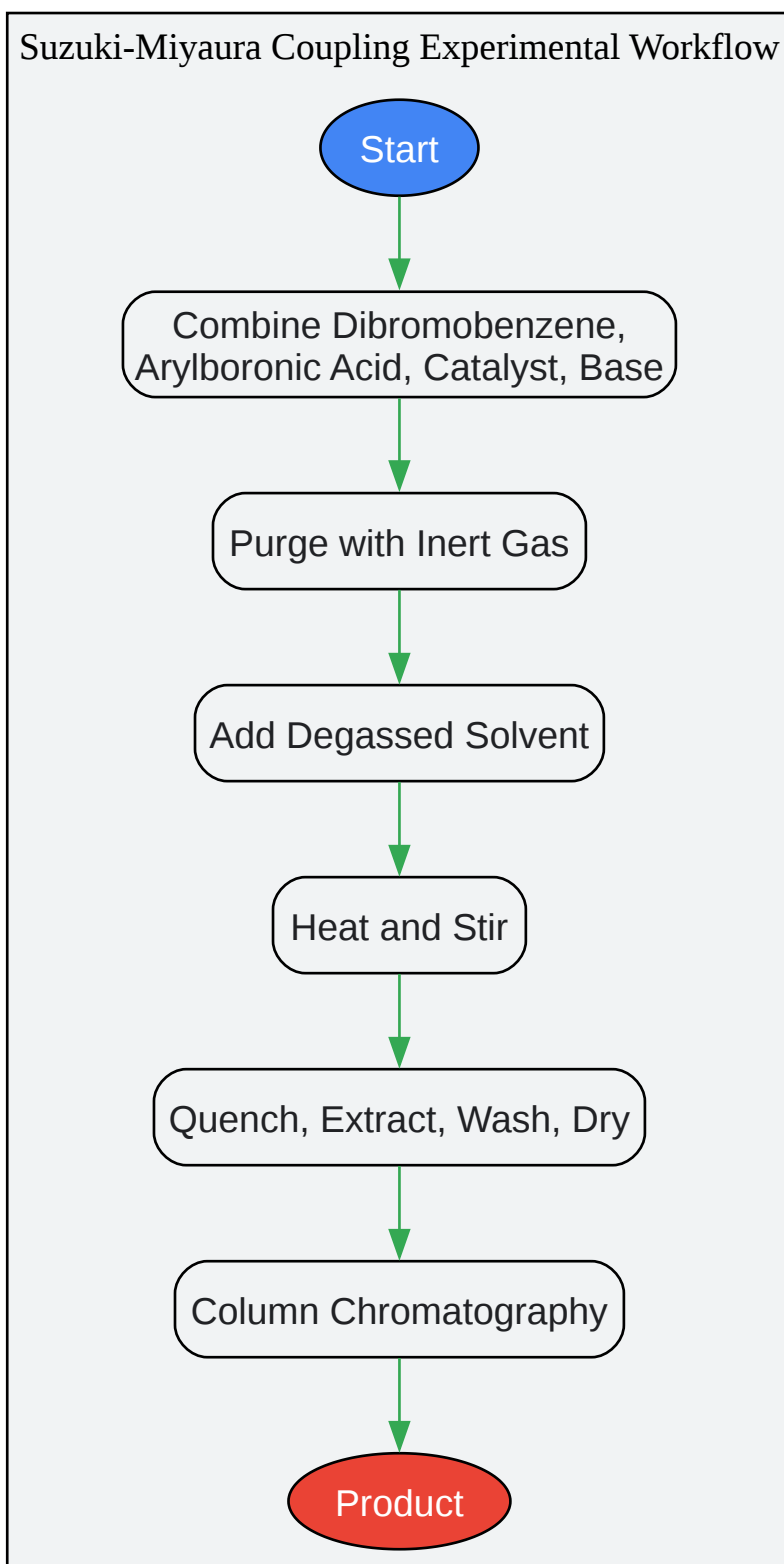 Suzuki-Miyaura Coupling Experimental Workflow
Start
Combine Dibromobenzene,
Arylboronic Acid, Catalyst, Base
Purge with Inert Gas
Add Degassed Solvent
Heat and Stir
Quench, Extract, Wash, Dry
Column Chromatography
Product